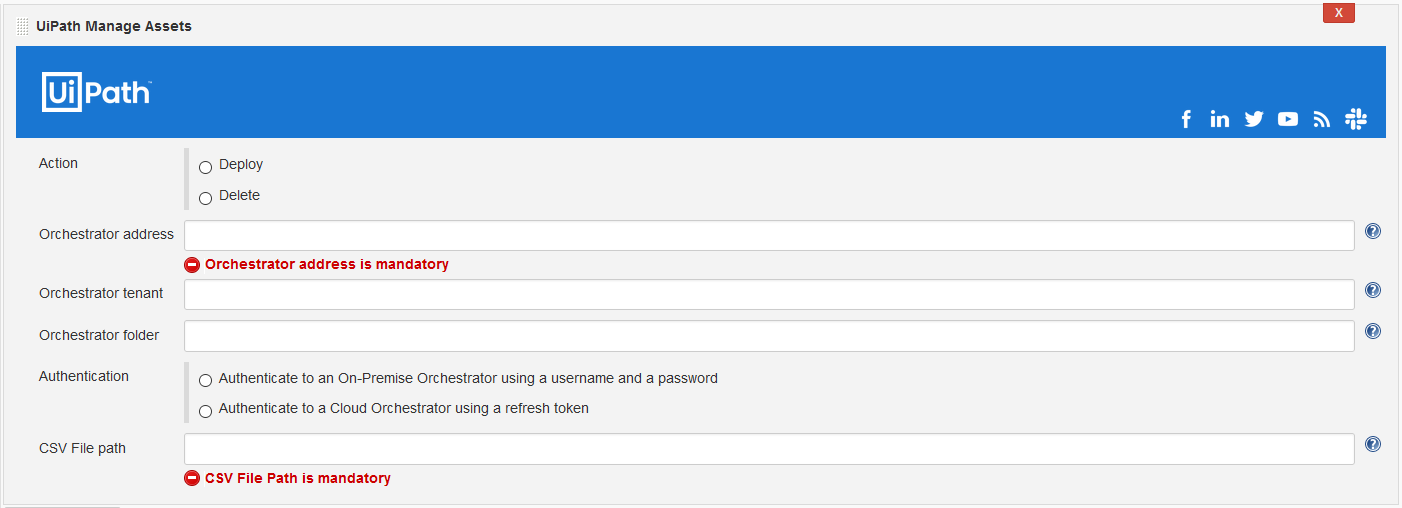 X
UiPath Manage Assets
UiPath™
Action
Deploy
Delete
Orchestrator address
?
Orchestrator address is mandatory
Orchestrator tenant
?
Orchestrator folder
?
Authentication
Authenticate to an On-Premise Orchestrator using a username and a password
Authenticate to a Cloud Orchestrator using a refresh token
CSV File path
?
CSV File Path is mandatory